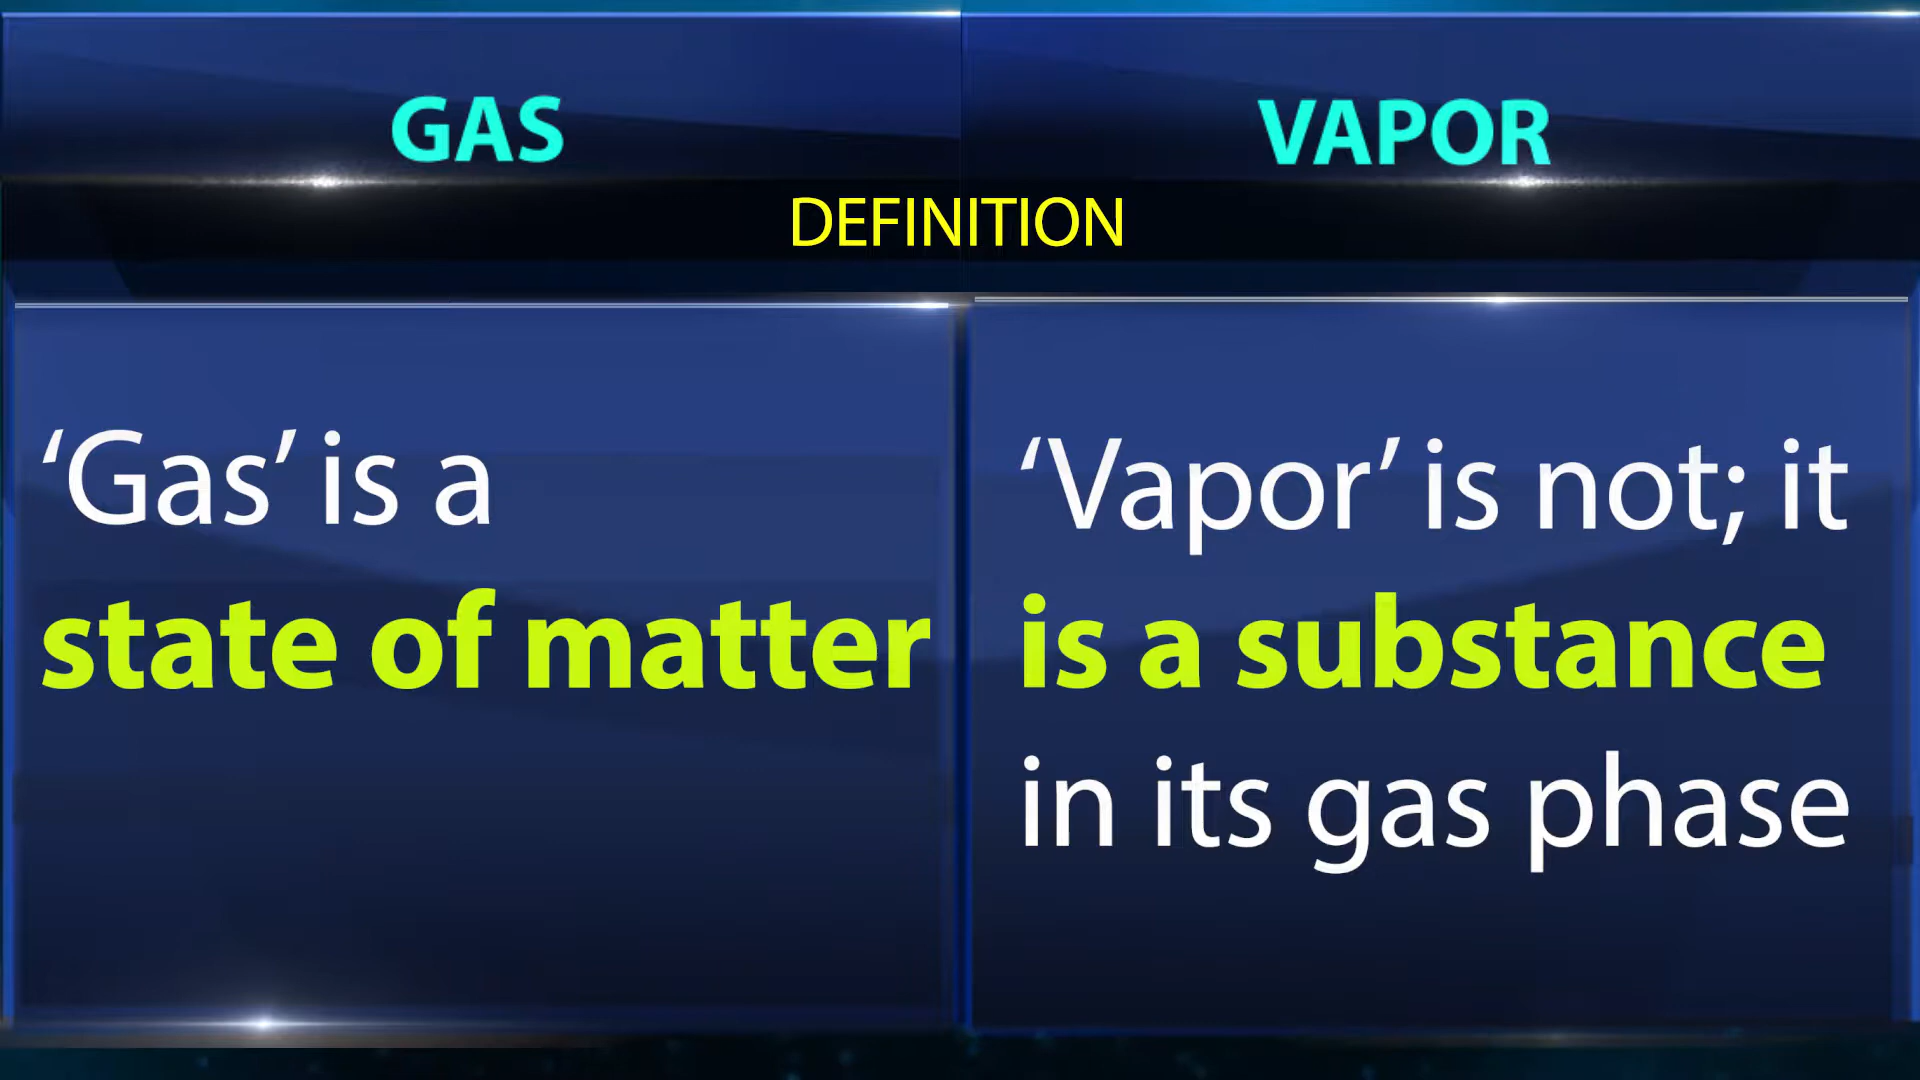 GAS
VAPOR
DEFINITION
‘Gas’ is a
state of matter
‘Vapor’ is not; it
is a substance
in its gas phase